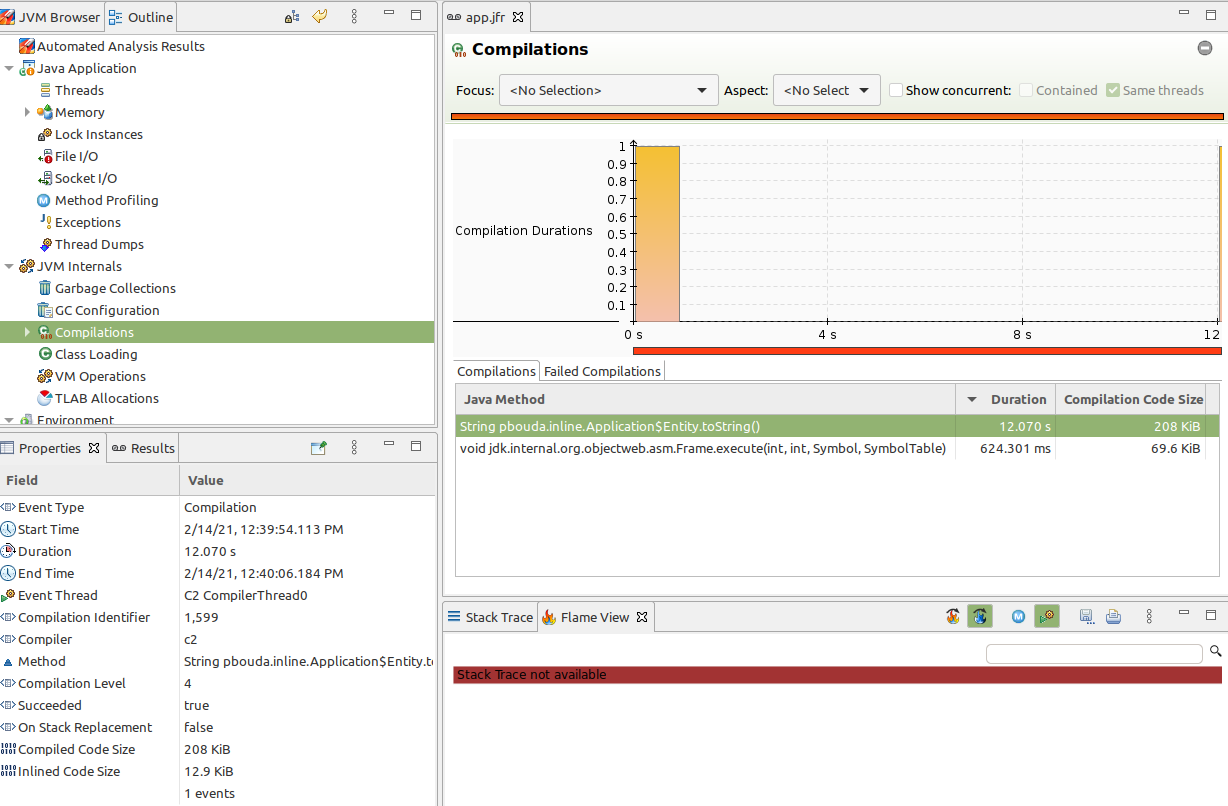 JVM Browser Outline
Automated Analysis Results
Java Application
Threads
Memory
Lock Instances
File I/O
Socket I/O
Method Profiling
Exceptions
Thread Dumps
JVM Internals
Garbage Collections
GC Configuration
Compilations
Class Loading
VM Operations
TLAB Allocations
Environment
Properties Results
Field Value
Event Type Compilation
Start Time 2/14/21, 12:39:54.113 PM
Duration 12.070 s
End Time 2/14/21, 12:40:06.184 PM
Event Thread C2 CompilerThread0
Compilation Identifier 1,599
Compiler c2
Method String pbouda.inline.Application$Entity.to
Compilation Level 4
Succeeded true
On Stack Replacement false
Compiled Code Size 208 KiB
Inlined Code Size 12.9 KiB
1 events
app.jfr
Compilations
Focus: <No Selection> Aspect: <No Select Show concurrent: Contained Same threads
1
0.9
0.8
0.7
0.6
Compilation Durations
0.5
0.4
0.3
0.2
0.1
0 s 4 s 8 s 12
Compilations Failed Compilations
Java Method Duration Compilation Code Size
String pbouda.inline.Application$Entity.toString() 12.070 s 208 KiB
void jdk.internal.org.objectweb.asm.Frame.execute(int, int, Symbol, SymbolTable) 624.301 ms 69.6 KiB
Stack Trace Flame View
Stack Trace not available